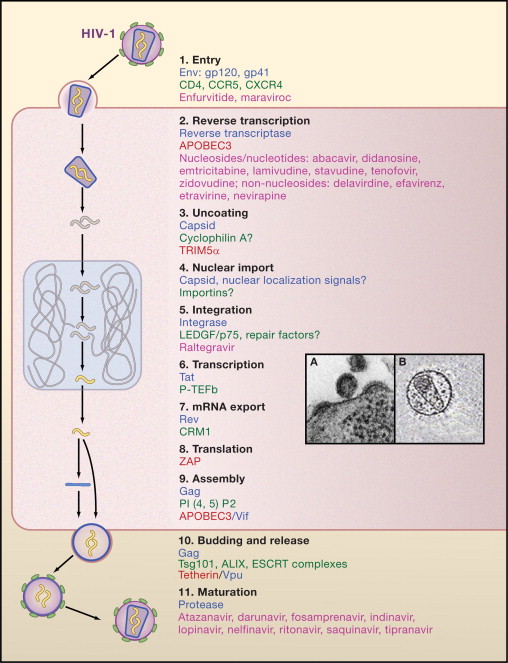 HIV-1
1. Entry
Env: gp120, gp41
CD4, CCR5, CXCR4
Enfurvitide, maraviroc
2. Reverse transcription
Reverse transcriptase
APOBEC3
Nucleosides/nucleotides: abacavir, didanosine,
emtricitabine, lamivudine, stavudine, tenofovir,
zidovudine; non-nucleosides: delavirdine, efavirenz,
etravirine, nevirapine
3. Uncoating
Capsid
Cyclophilin A?
TRIM5α
4. Nuclear import
Capsid, nuclear localization signals?
Importins?
5. Integration
Integrase
LEDGF/p75, repair factors?
Raltegravir
6. Transcription
Tat
P-TEFb
7. mRNA export
Rev
CRM1
8. Translation
ZAP
9. Assembly
Gag
PI (4, 5) P2
APOBEC3/Vif
A
B
10. Budding and release
Gag
Tsg101, ALIX, ESCRT complexes
Tetherin/Vpu
11. Maturation
Protease
Atazanavir, darunavir, fosamprenavir, indinavir,
lopinavir, nelfinavir, ritonavir, saquinavir, tipranavir